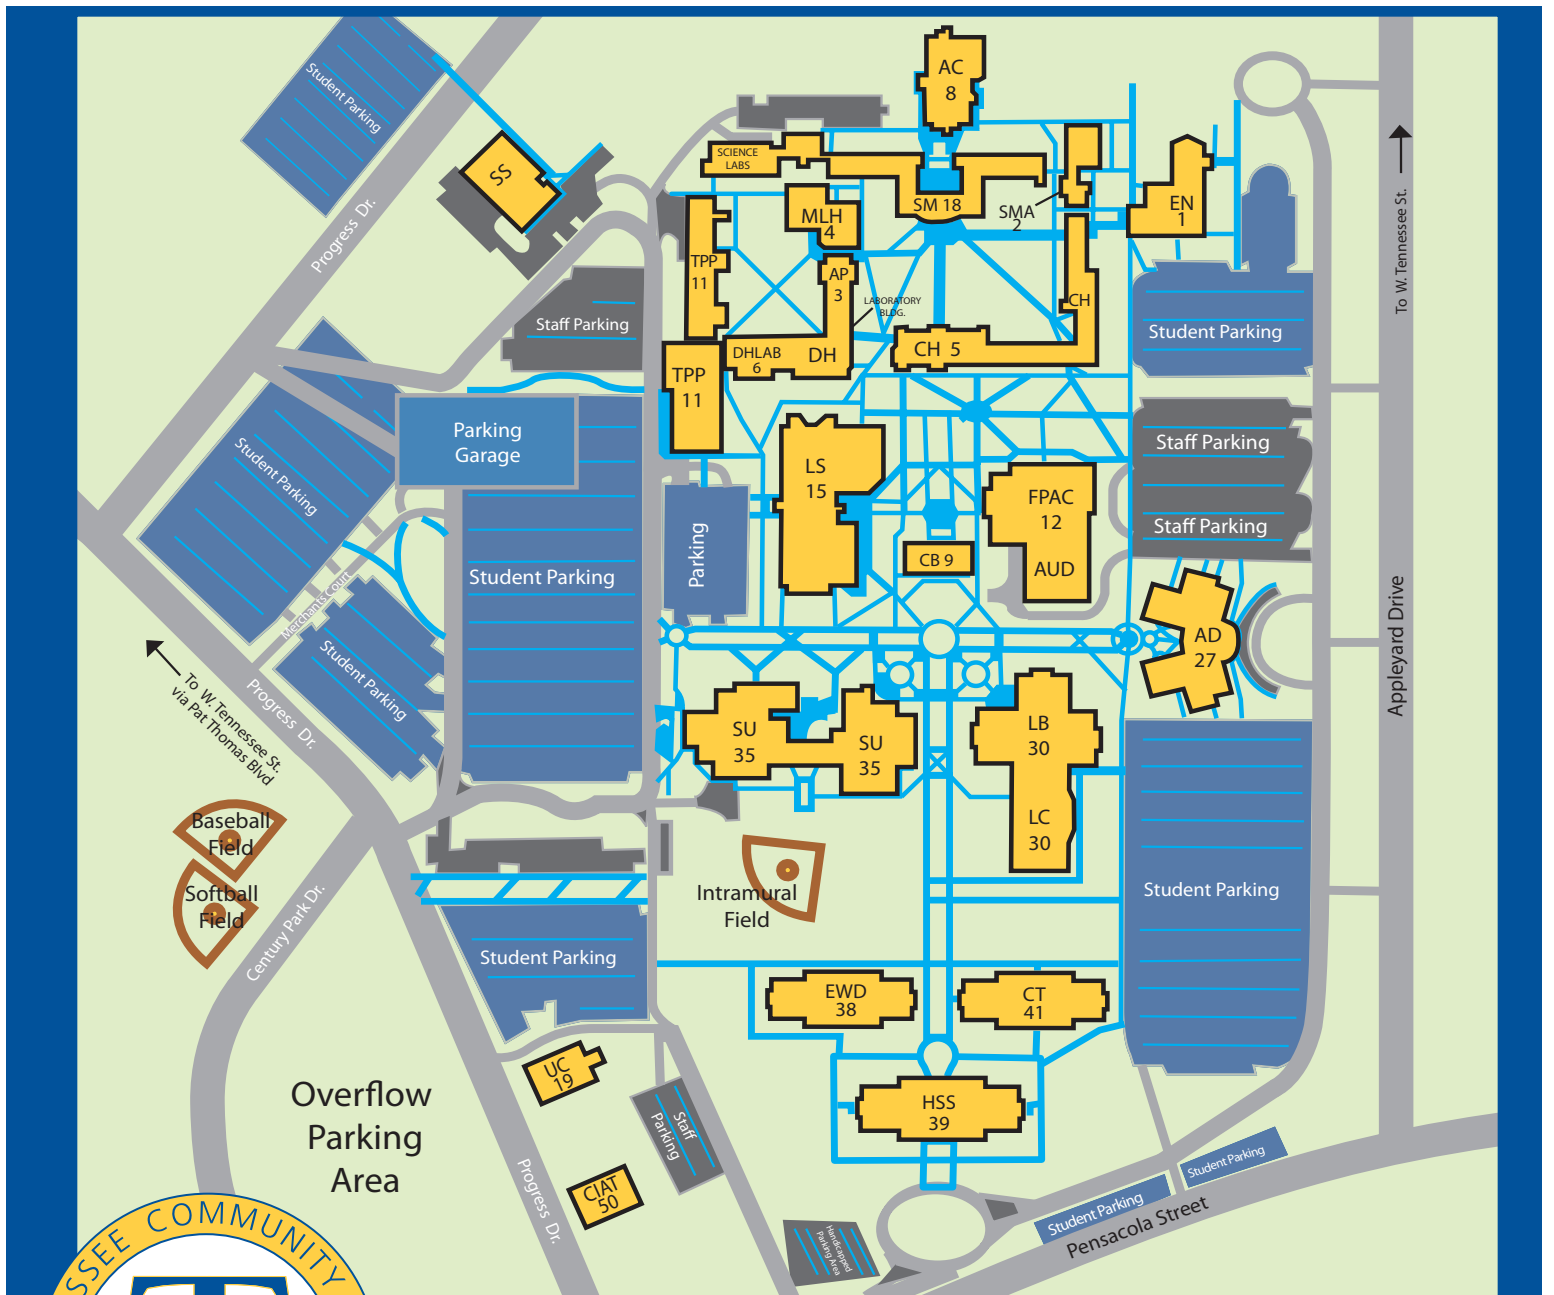 AC
8
Student Parking
SCIENCE
LABS
SS
SM 18
SMA
2
EN
1
MLH
4
To W. Tennessee St.
Progress Dr.
TPP
11
AP
3
LABORATORY
BLDG.
CH
Staff Parking
Student Parking
CH 5
DHLAB
6
DH
TPP
11
Parking
Garage
Staff Parking
LS
15
Student Parking
FPAC
12
Staff Parking
Parking
CB 9
AUD
Student Parking
Merchants Court
Appleyard Drive
AD
27
Student Parking
To W. Tennessee St.
via Pat Thomas Blvd
Progress Dr.
SU
35
SU
35
LB
30
LC
30
Baseball
Field
Softball
Field
Intramural
Field
Student Parking
Century Park Dr.
Student Parking
EWD
38
CT
41
UC
19
Overflow
Parking
Area
Staff
Parking
HSS
39
CIAT
50
Progress Dr.
Student Parking
Student Parking
Pensacola Street
Handicapped
Parking Area
SSEE COMMUNITY
T